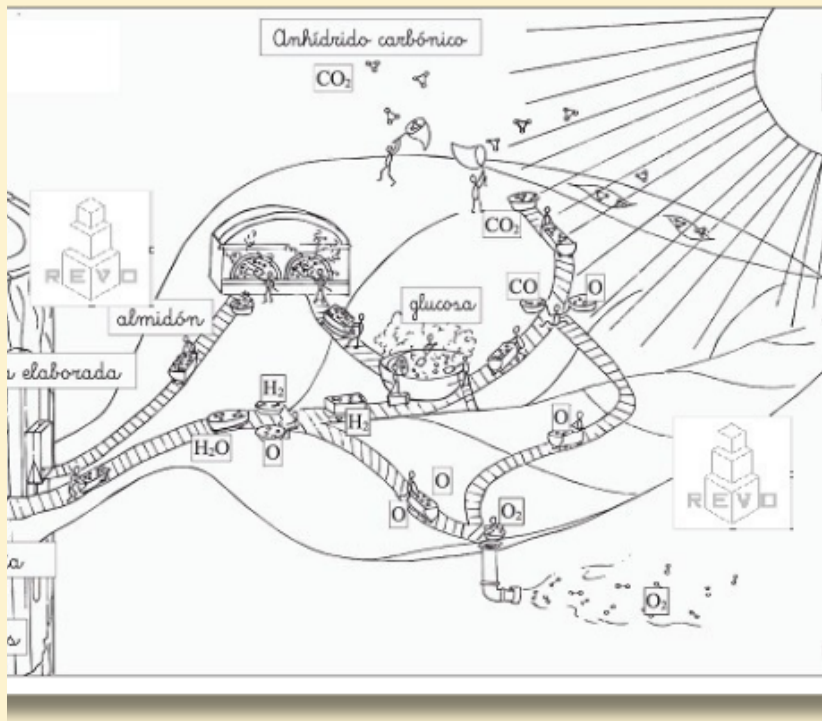 Anhídrido carbónico
CO₂
CO₂
REVO
CO
O
glucosa
almidón
elaborada
H₂
H₂
O
H₂O
O
O
O
REVO
O₂
O₂